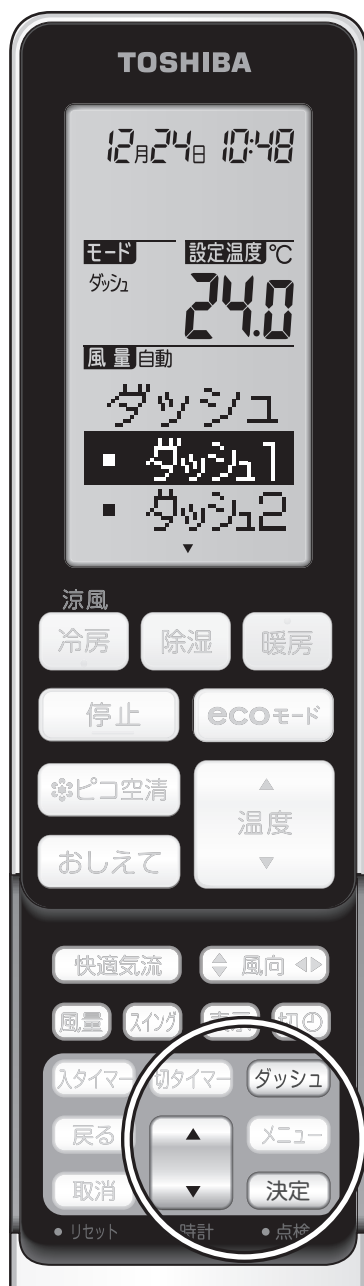 TOSHIBA
12月24日 10:48
モード 設定温度 ℃
ダッシュ 24.0
風量 自動
ダッシュ
▪ ダッシュ1
▪ ダッシュ2
▼
涼風
冷房 除湿 暖房
停止 ecoモード
ピコ空清 ▲
温度
おしえて ▼
快適気流 風向
風量 スイング 表示 切
入タイマー 切タイマー ダッシュ
戻る ▲ メニュー
取消 ▼ 決定
● リセット 時計 ● 点検